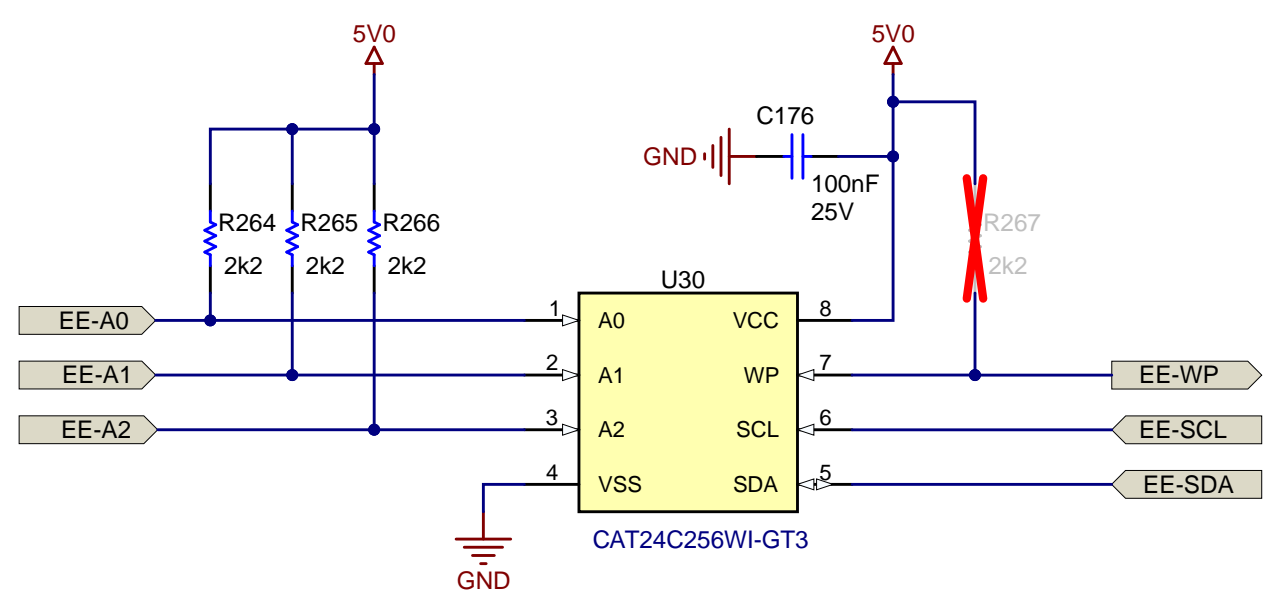 5V0
5V0
C176
GND
100nF
25V
R264
R265
R266
R267
2k2
2k2
2k2
2k2
U30
EE-A0
1
A0
VCC
8
EE-A1
2
A1
WP
7
EE-WP
EE-A2
3
A2
SCL
6
EE-SCL
4
VSS
SDA
5
EE-SDA
CAT24C256WI-GT3
GND